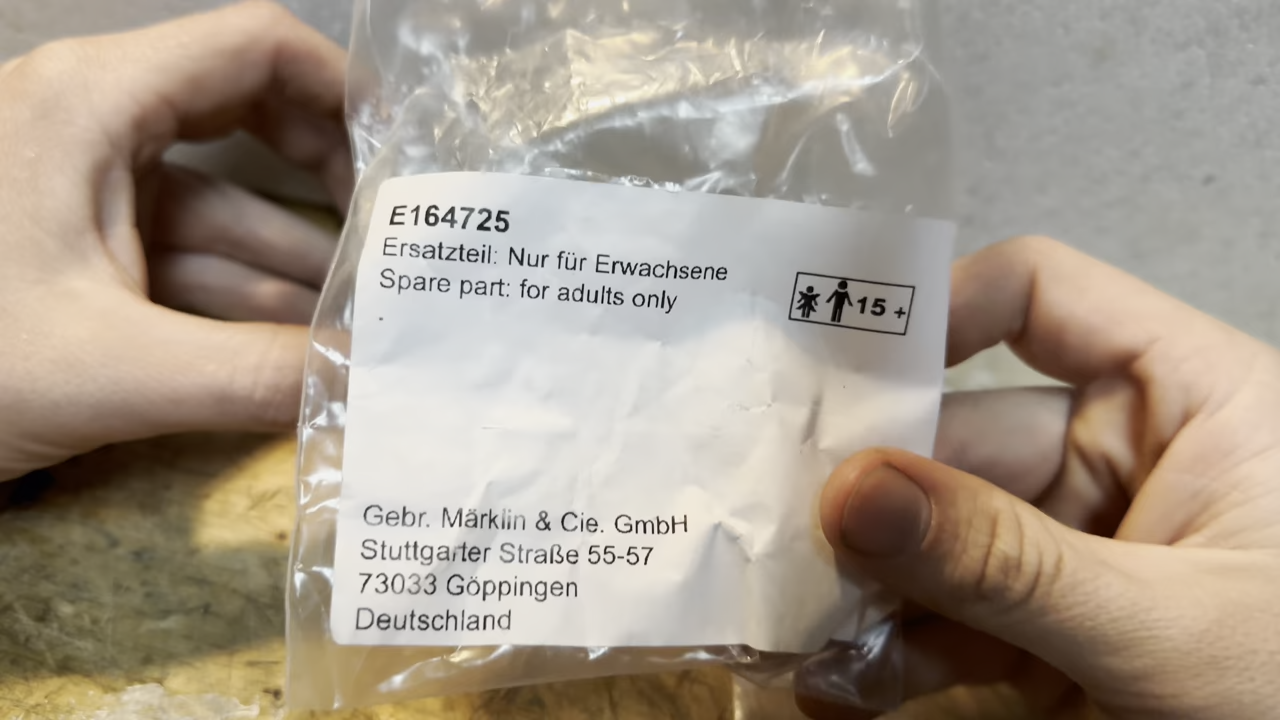 E164725
Ersatzteil: Nur für Erwachsene
Spare part: for adults only
15 +
Gebr. Märklin & Cie. GmbH
Stuttgarter Straße 55-57
73033 Göppingen
Deutschland